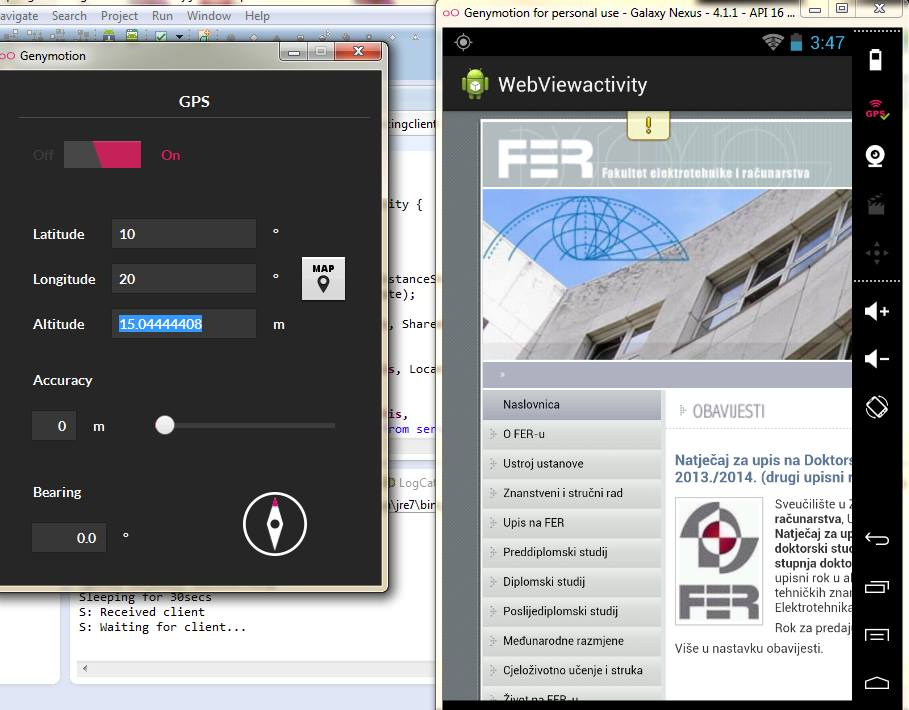 avigate Search Project Run Window Help
Genymotion
GPS
Off On
Latitude 10 °
Longitude 20 °
MAP
Altitude 15.04444408 m
Accuracy
0 m
Bearing
0.0 °
tingclient
ity {
stanceS
te);
, Share
s, Loca
is,
rom ser
LogCat
\jre7\bin
Sleeping for 30secs
S: Received client
S: Waiting for client...
Genymotion for personal use - Galaxy Nexus - 4.1.1 - API 16 ...
3:47
WebViewactivity
!
GPS
FER Fakultet elektrotehnike i računarstva
»
Naslovnica
O FER-u
Ustroj ustanove
Znanstveni i stručni rad
Upis na FER
Preddiplomski studij
Diplomski studij
Poslijediplomski studij
Međunarodne razmjene
Cjeloživotno učenje i struka
Život na FER-u
OBAVIJESTI
Natječaj za upis na Doktors
2013./2014. (drugi upisni r
FER
Sveučilište u Z
računarstva, U
Natječaj za up
doktorski stud
stupnja dokto
upisni rok u ak
tehničkih znan
Elektrotehnika
Rok za predaju
Više u nastavku obavijesti.